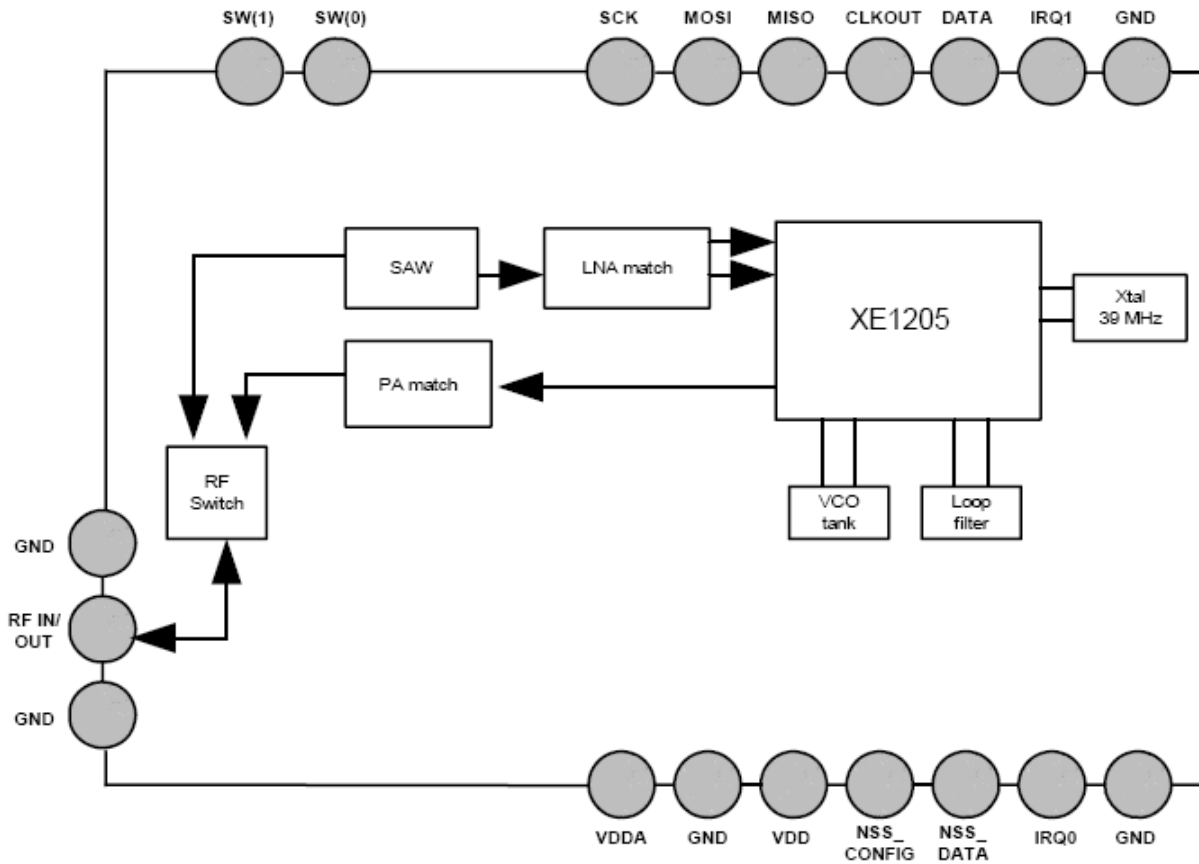 SW(1) SW(0) SCK MOSI MISO CLKOUT DATA IRQ1 GND
SAW
LNA match
XE1205
Xtal
39 MHz
PA match
RF
Switch
VCO
tank
Loop
filter
GND
RF IN/
OUT
GND
VDDA GND VDD NSS_
CONFIG NSS_
DATA IRQ0 GND